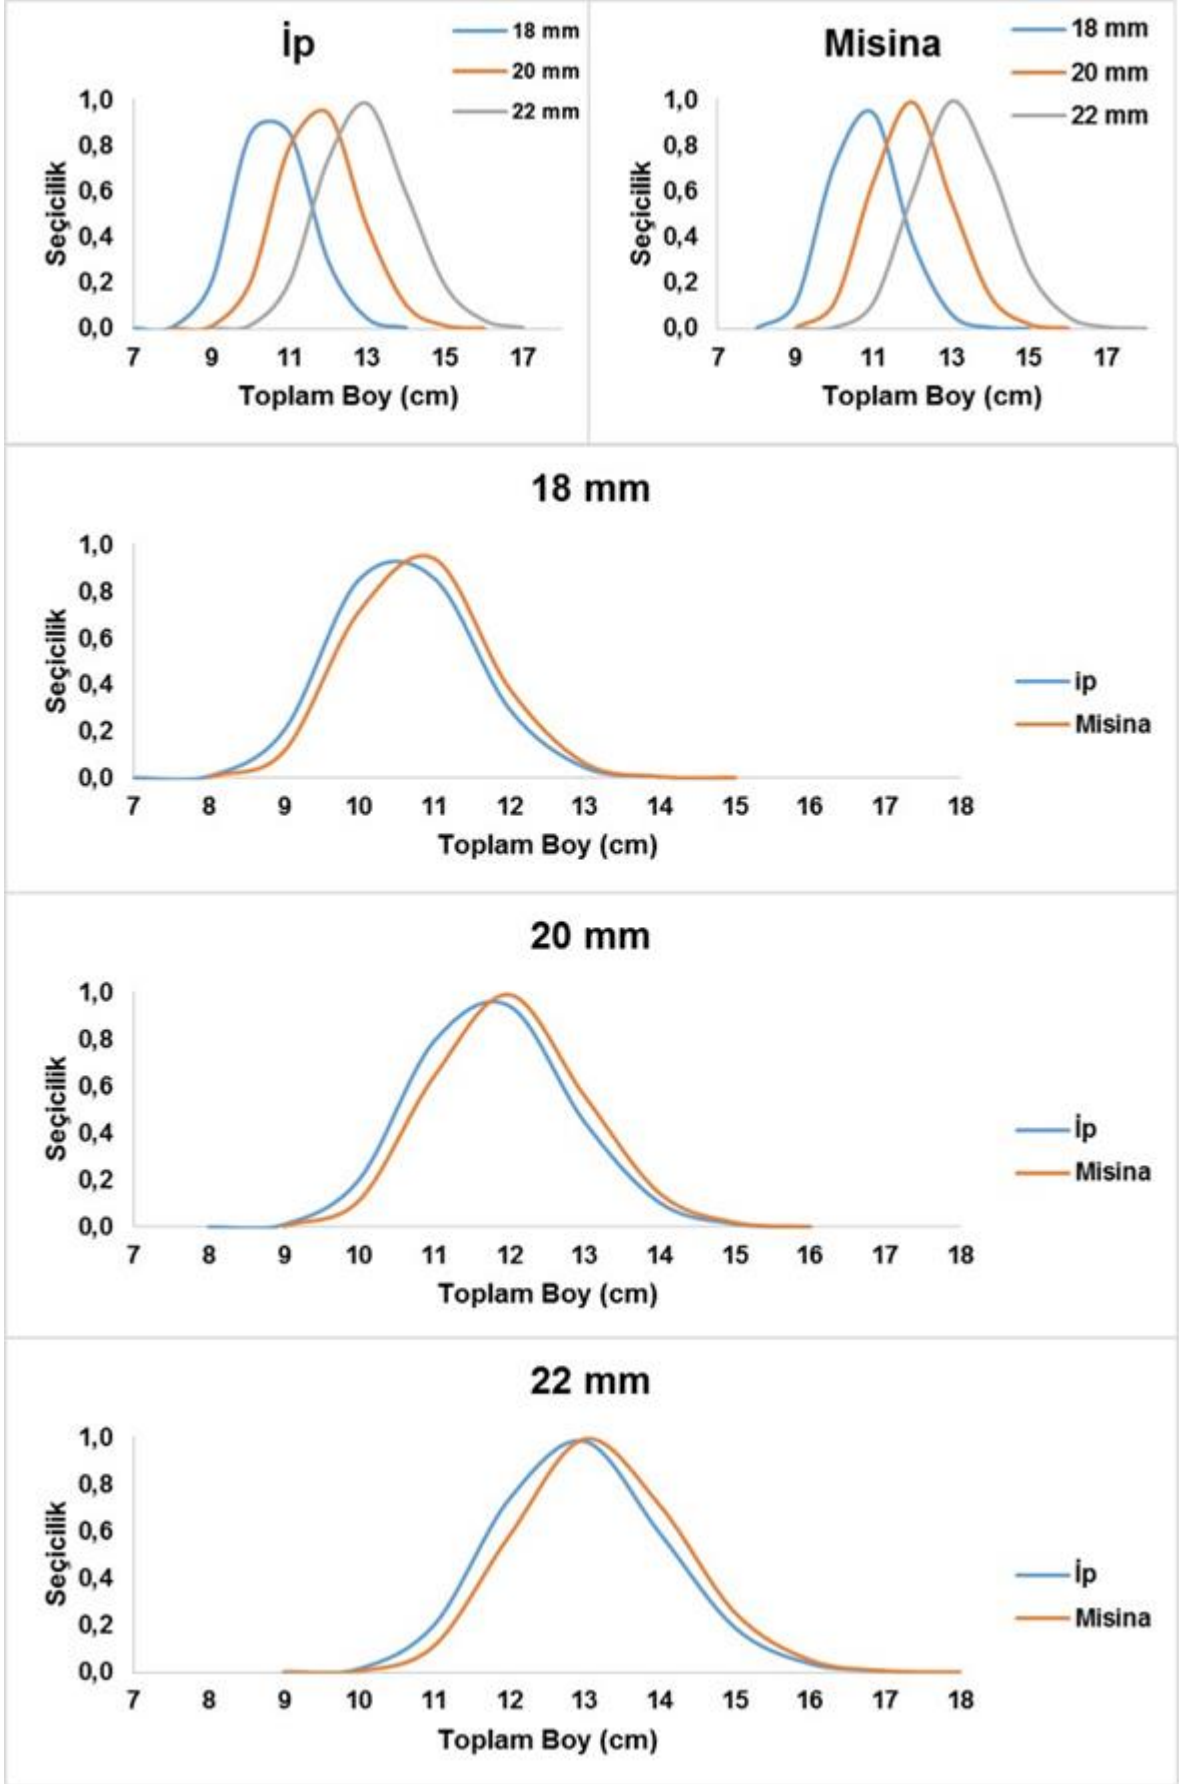 İp
18 mm
20 mm
22 mm
Seçicilik
1,0
0,8
0,6
0,4
0,2
0,0
7 9 11 13 15 17
Toplam Boy (cm)
Misina
18 mm
20 mm
22 mm
Seçicilik
1,0
0,8
0,6
0,4
0,2
0,0
7 9 11 13 15 17
Toplam Boy (cm)
18 mm
Seçicilik
1,0
0,8
0,6
0,4
0,2
0,0
7 8 9 10 11 12 13 14 15 16 17 18
Toplam Boy (cm)
ip
Misina
20 mm
Seçicilik
1,0
0,8
0,6
0,4
0,2
0,0
7 8 9 10 11 12 13 14 15 16 17 18
Toplam Boy (cm)
İp
Misina
22 mm
Seçicilik
1,0
0,8
0,6
0,4
0,2
0,0
7 8 9 10 11 12 13 14 15 16 17 18
Toplam Boy (cm)
İp
Misina